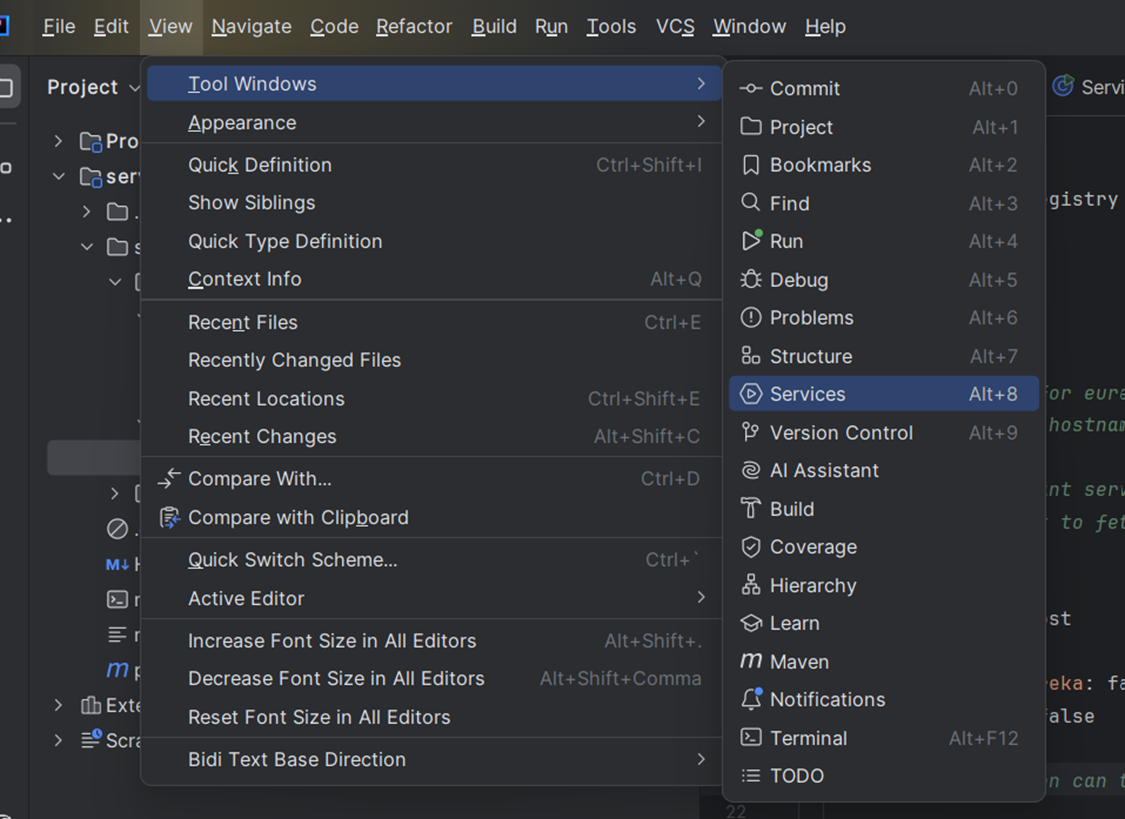 File Edit View Navigate Code Refactor Build Run Tools VCS Window Help
Project
Tool Windows
Appearance
Quick Definition Ctrl+Shift+I
Show Siblings
Quick Type Definition
Context Info Alt+Q
Recent Files Ctrl+E
Recently Changed Files
Recent Locations Ctrl+Shift+E
Recent Changes Alt+Shift+C
Compare With... Ctrl+D
Compare with Clipboard
Quick Switch Scheme... Ctrl+`
Active Editor
Increase Font Size in All Editors Alt+Shift+.
Decrease Font Size in All Editors Alt+Shift+Comma
Reset Font Size in All Editors
Bidi Text Base Direction
Commit Alt+0
Project Alt+1
Bookmarks Alt+2
Find Alt+3
Run Alt+4
Debug Alt+5
Problems Alt+6
Structure Alt+7
Services Alt+8
Version Control Alt+9
AI Assistant
Build
Coverage
Hierarchy
Learn
Maven
Notifications
Terminal Alt+F12
TODO
Pro
ser
M↓
m
Exte
Scra
Servi
gistry
or eure
hostnam
nt serv
to fet
st
eka: fa
alse
n can t
22